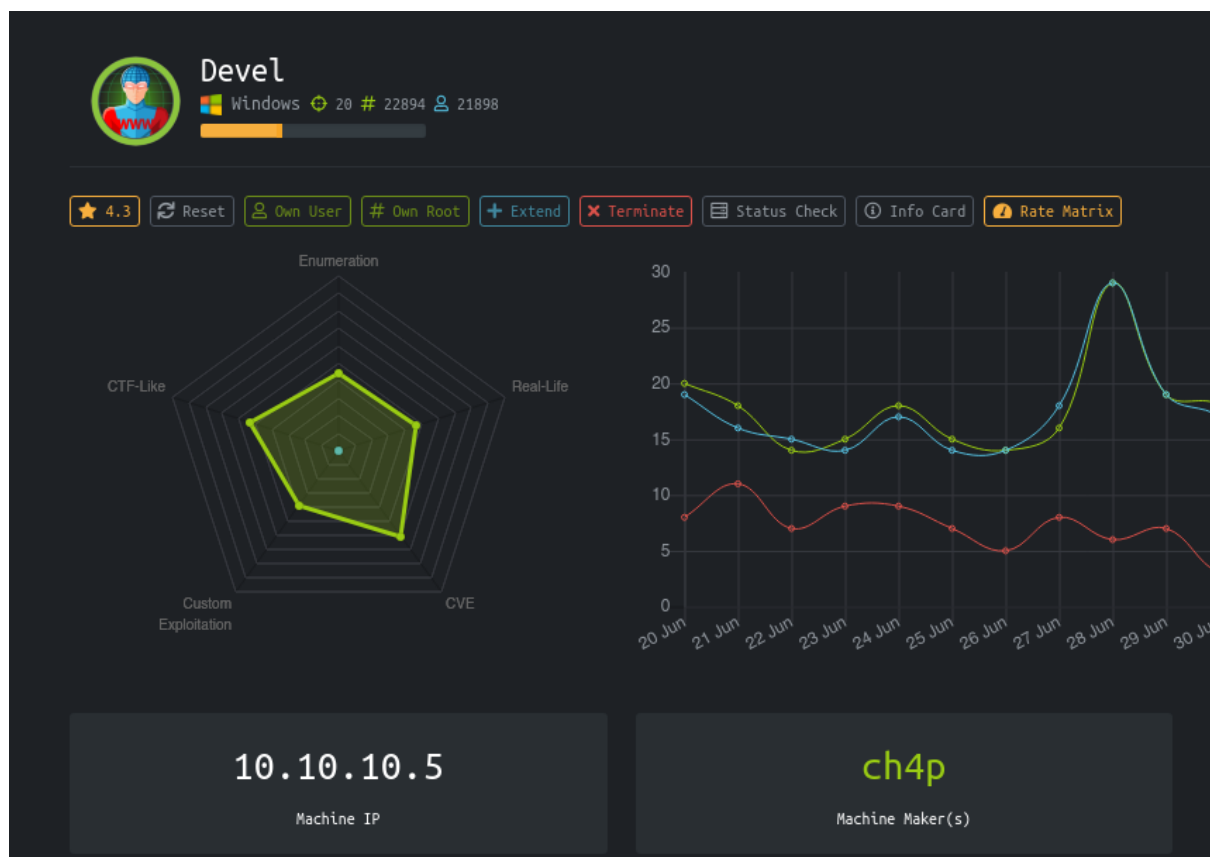 Devel
Windows 20 # 22894 21898
WWW
4.3 Reset Own User # Own Root + Extend × Terminate Status Check Info Card Rate Matrix
Enumeration
CTF-Like
Real-Life
Custom
Exploitation
CVE
30
25
20
15
10
5
0
20 Jun 21 Jun 22 Jun 23 Jun 24 Jun 25 Jun 26 Jun 27 Jun 28 Jun 29 Jun 30 Ju
10.10.10.5
Machine IP
ch4p
Machine Maker(s)